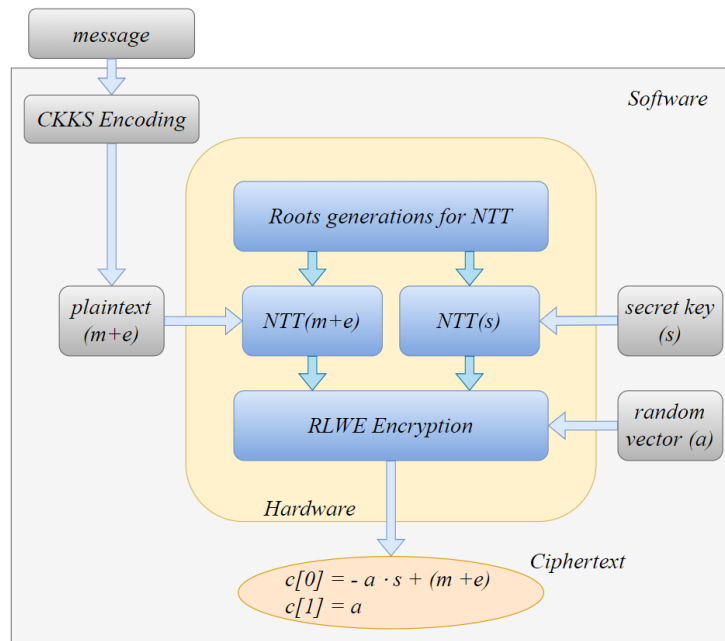 message
Software
CKKS Encoding
Roots generations for NTT
plaintext
(m+e)
NTT(m+e)
NTT(s)
secret key
(s)
RLWE Encryption
random
vector (a)
Hardware
Ciphertext
c[0] = - a · s + (m +e)
c[1] = a